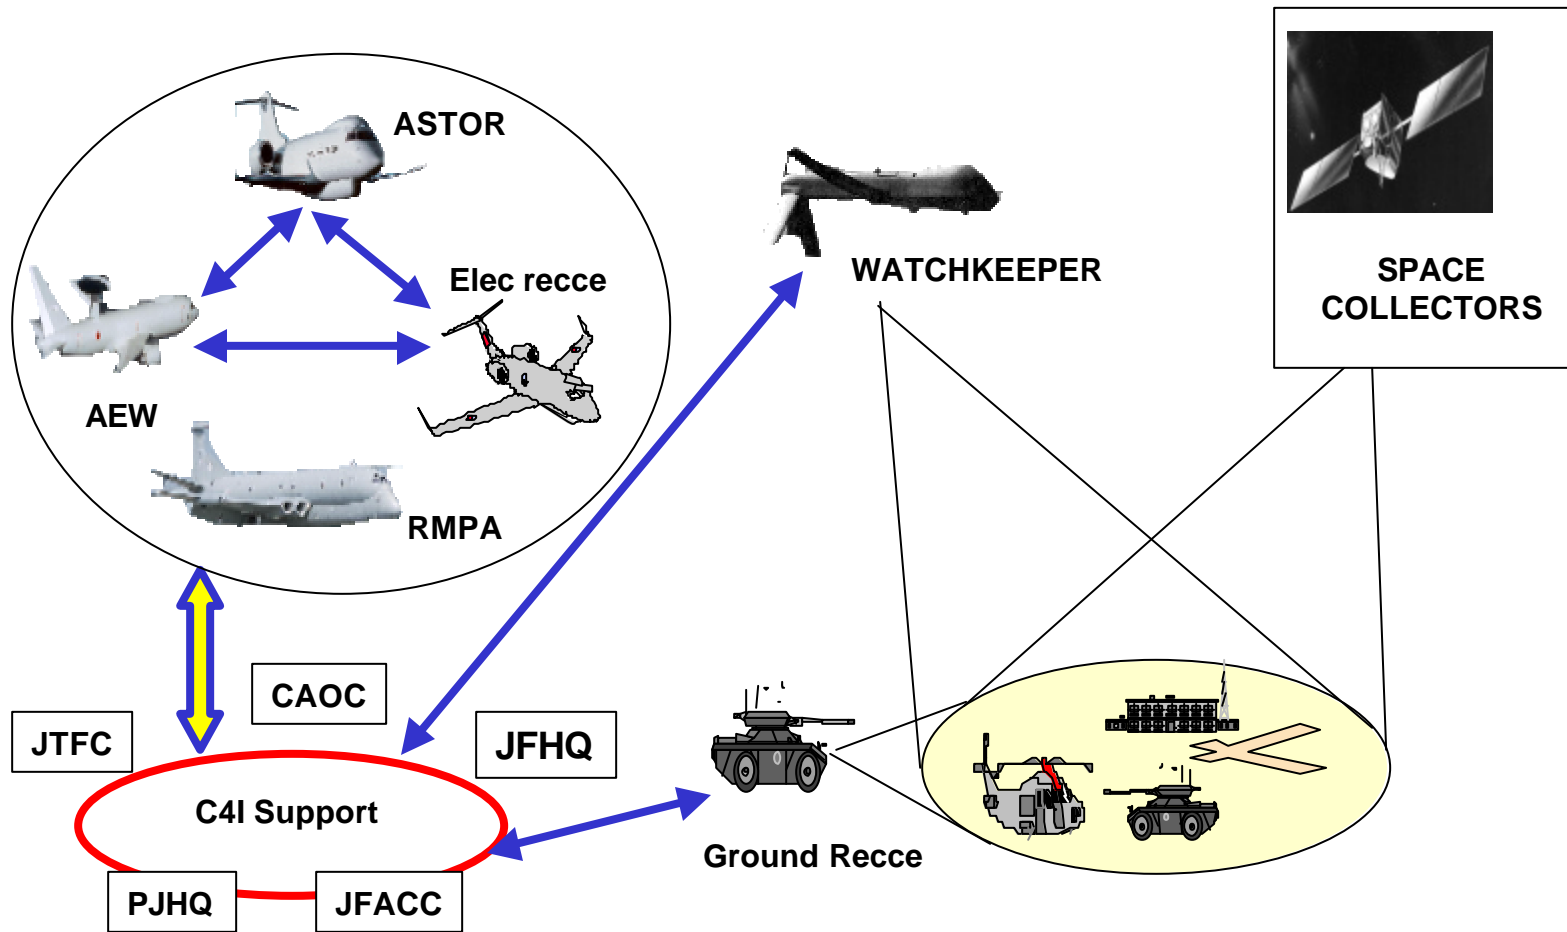 ASTOR
Elec recce
AEW
RMPA
WATCHKEEPER
SPACE
COLLECTORS
CAOC
JTFC
JFHQ
C4I Support
PJHQ
JFACC
Ground Recce